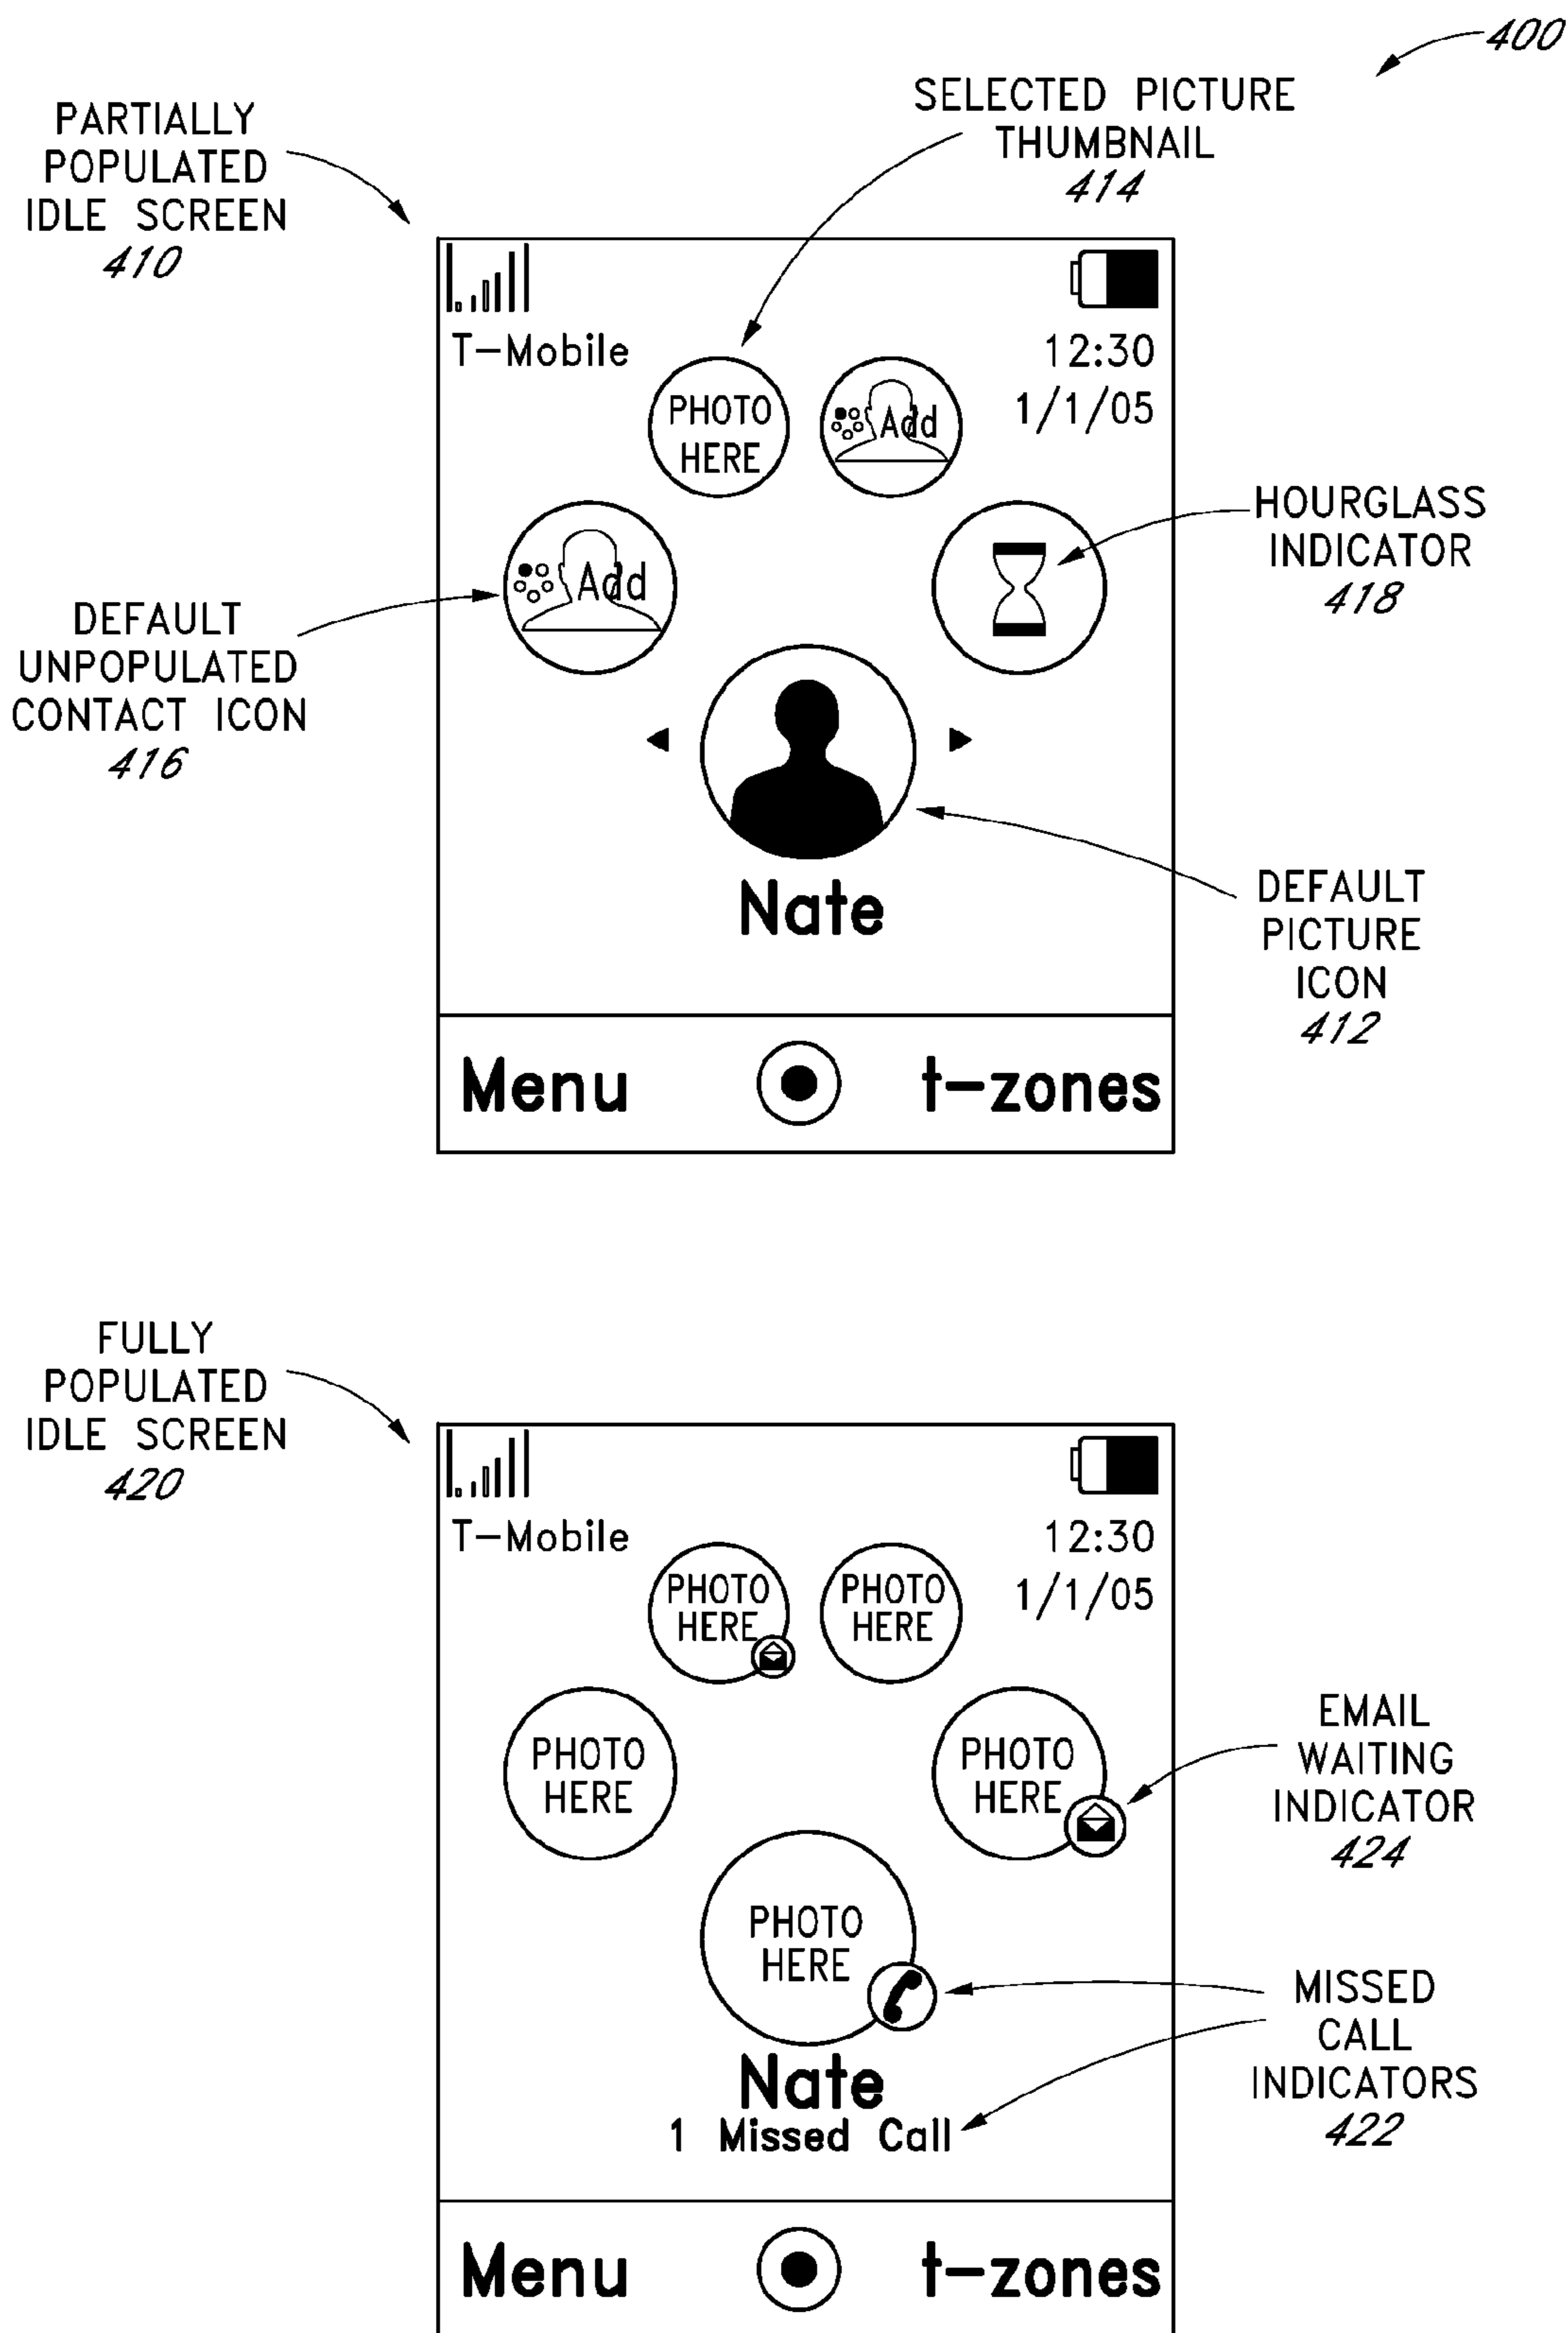 400
SELECTED PICTURE
THUMBNAIL
414
PARTIALLY
POPULATED
IDLE SCREEN
410
T-Mobile
12:30
1/1/05
PHOTO
HERE
Add
Add
HOURGLASS
INDICATOR
418
DEFAULT
UNPOPULATED
CONTACT ICON
416
Nate
DEFAULT
PICTURE
ICON
412
Menu
t-zones
FULLY
POPULATED
IDLE SCREEN
420
T-Mobile
12:30
1/1/05
PHOTO
HERE
PHOTO
HERE
PHOTO
HERE
PHOTO
HERE
EMAIL
WAITING
INDICATOR
424
PHOTO
HERE
MISSED
CALL
INDICATORS
422
Nate
1 Missed Call
Menu
t-zones